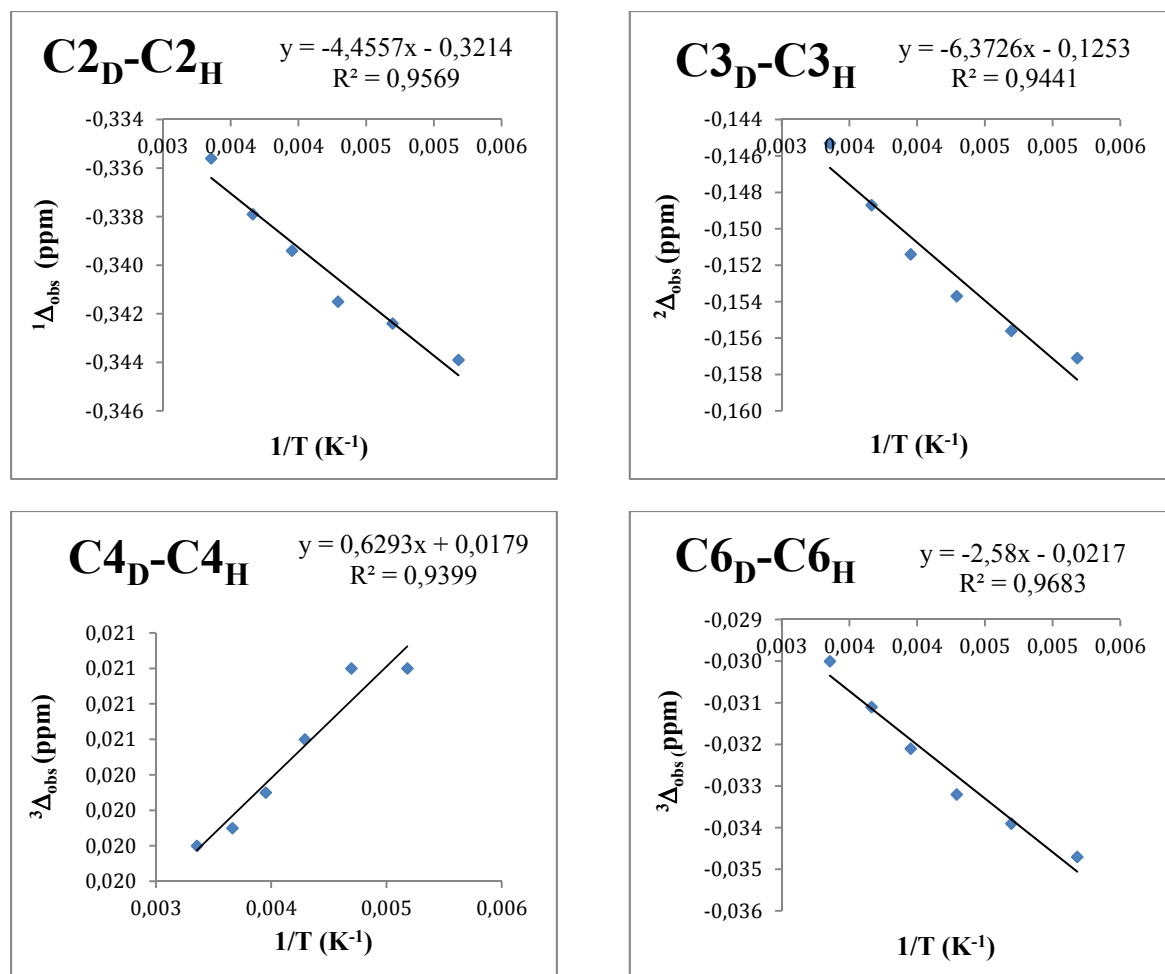 C2D-C2H
y = -4,4557x - 0,3214
R² = 0,9569
-0,334
-0,336
-0,338
-0,340
-0,342
-0,344
-0,346
0,003 0,004 0,004 0,005 0,005 0,006
¹Δobs (ppm)
1/T (K⁻¹)
C3D-C3H
y = -6,3726x - 0,1253
R² = 0,9441
-0,144
-0,146
-0,148
-0,150
-0,152
-0,154
-0,156
-0,158
-0,160
0,003 0,004 0,004 0,005 0,005 0,006
²Δobs (ppm)
1/T (K⁻¹)
C4D-C4H
y = 0,6293x + 0,0179
R² = 0,9399
0,021
0,021
0,021
0,021
0,020
0,020
0,020
0,020
0,003 0,004 0,005 0,006
³Δobs (ppm)
1/T (K⁻¹)
C6D-C6H
y = -2,58x - 0,0217
R² = 0,9683
-0,029
-0,030
-0,031
-0,032
-0,033
-0,034
-0,035
-0,036
0,003 0,004 0,004 0,005 0,005 0,006
³Δobs (ppm)
1/T (K⁻¹)